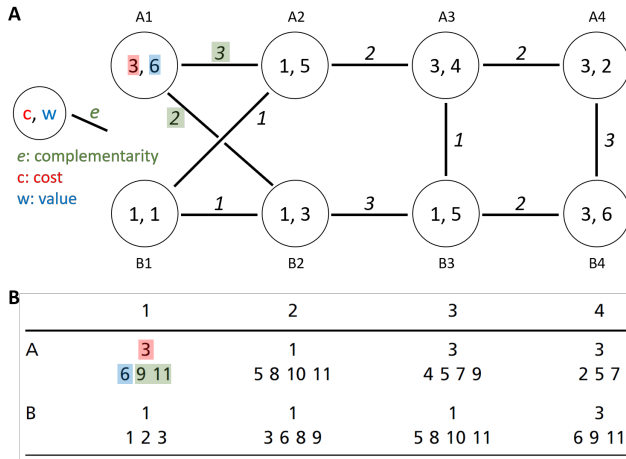 A
A1 A2 A3 A4
3, 6 3 1, 5 2 3, 4 2 3, 2
c, w e
2 1 1 3
e: complementarity
c: cost
w: value
1, 1 1 1, 3 3 1, 5 2 3, 6
B1 B2 B3 B4
B
1 2 3 4
A 3 1 3 3
6 9 11 5 8 10 11 4 5 7 9 2 5 7
B 1 1 1 3
1 2 3 3 6 8 9 5 8 10 11 6 9 11